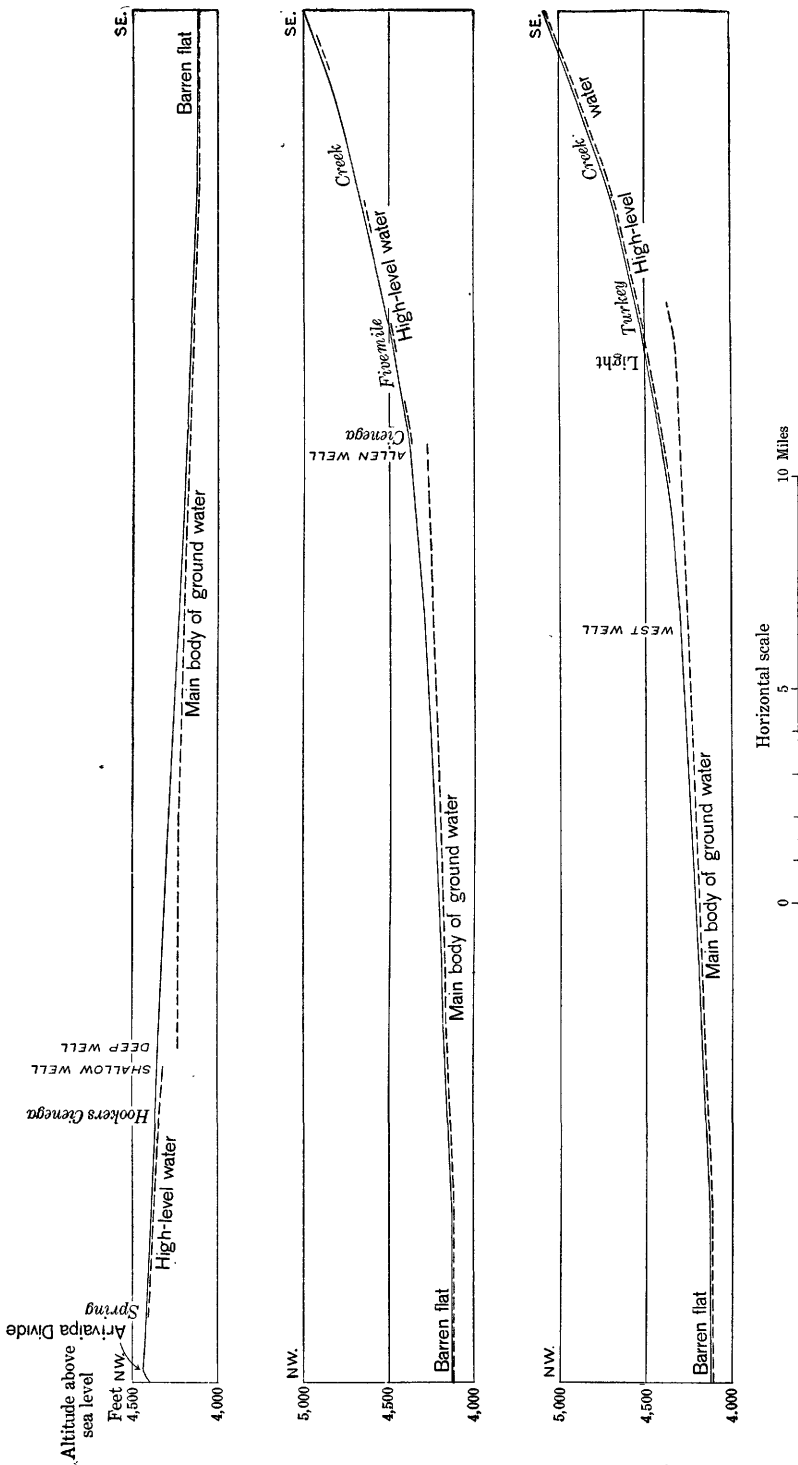 Altitude above
sea level
Feet
NW.
SE.
4,500
4,000
Arivaipa Divide
Spring
Hookers Cienega
SHALLOW WELL
DEEP WELL
High-level water
Main body of ground water
Barren flat
NW.
SE.
5,000
4,500
4,000
Barren flat
Main body of ground water
ALLEN WELL
Cienega
Fivemile
Creek
High-level water
NW.
SE.
5,000
4,500
4.000
Barren flat
Main body of ground water
WEST WELL
Light
Turkey
Creek
High-level
water
Horizontal scale
0
5
10 Miles